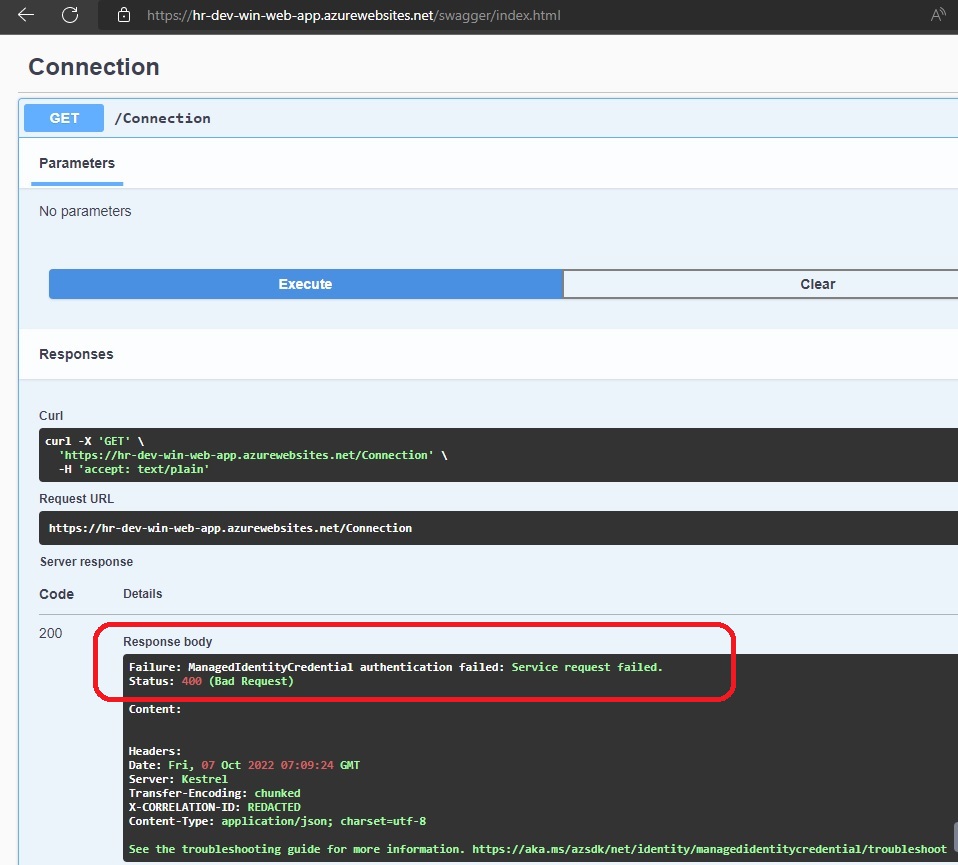 https://hr-dev-win-web-app.azurewebsites.net/swagger/index.html
Connection
GET /Connection
Parameters
No parameters
Execute Clear
Responses
Curl
curl -X 'GET' \
'https://hr-dev-win-web-app.azurewebsites.net/Connection' \
-H 'accept: text/plain'
Request URL
https://hr-dev-win-web-app.azurewebsites.net/Connection
Server response
Code Details
200
Response body
Failure: ManagedIdentityCredential authentication failed: Service request failed.
Status: 400 (Bad Request)
Content:
Headers:
Date: Fri, 07 Oct 2022 07:09:24 GMT
Server: Kestrel
Transfer-Encoding: chunked
X-CORRELATION-ID: REDACTED
Content-Type: application/json; charset=utf-8
See the troubleshooting guide for more information. https://aka.ms/azsdk/net/identity/managedidentitycredential/troubleshoot